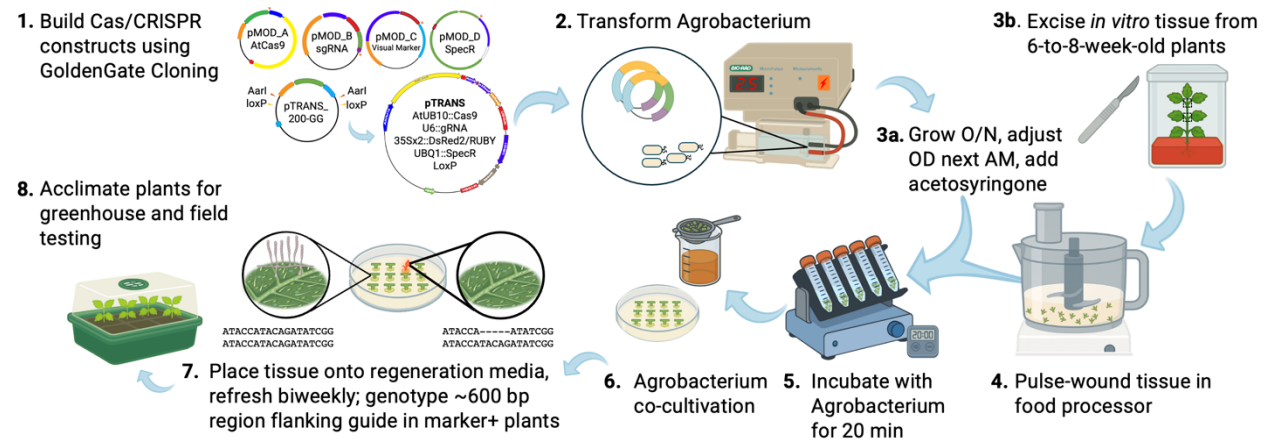 1. Build Cas/CRISPR
constructs using
GoldenGate Cloning
pMOD_A
AtCas9
pMOD_B
sgRNA
pMOD_C
Visual Marker
pMOD_D
SpecR
AarI
loxP
pTRANS_
200-GG
AarI
loxP
pTRANS
AtUB10::Cas9
U6::gRNA
35Sx2::DsRed2/RUBY
UBQ1::SpecR
LoxP
2. Transform Agrobacterium
BIO-RAD
25
3b. Excise in vitro tissue from
6-to-8-week-old plants
3a. Grow O/N, adjust
OD next AM, add
acetosyringone
4. Pulse-wound tissue in
food processor
20:00
5. Incubate with
Agrobacterium
for 20 min
6. Agrobacterium
co-cultivation
ATACCATACAGATATCGG
ATACCATACAGATATCGG
ATACCA-----ATATCGG
ATACCATACAGATATCGG
7. Place tissue onto regeneration media,
refresh biweekly; genotype ~600 bp
region flanking guide in marker+ plants
8. Acclimate plants for
greenhouse and field
testing